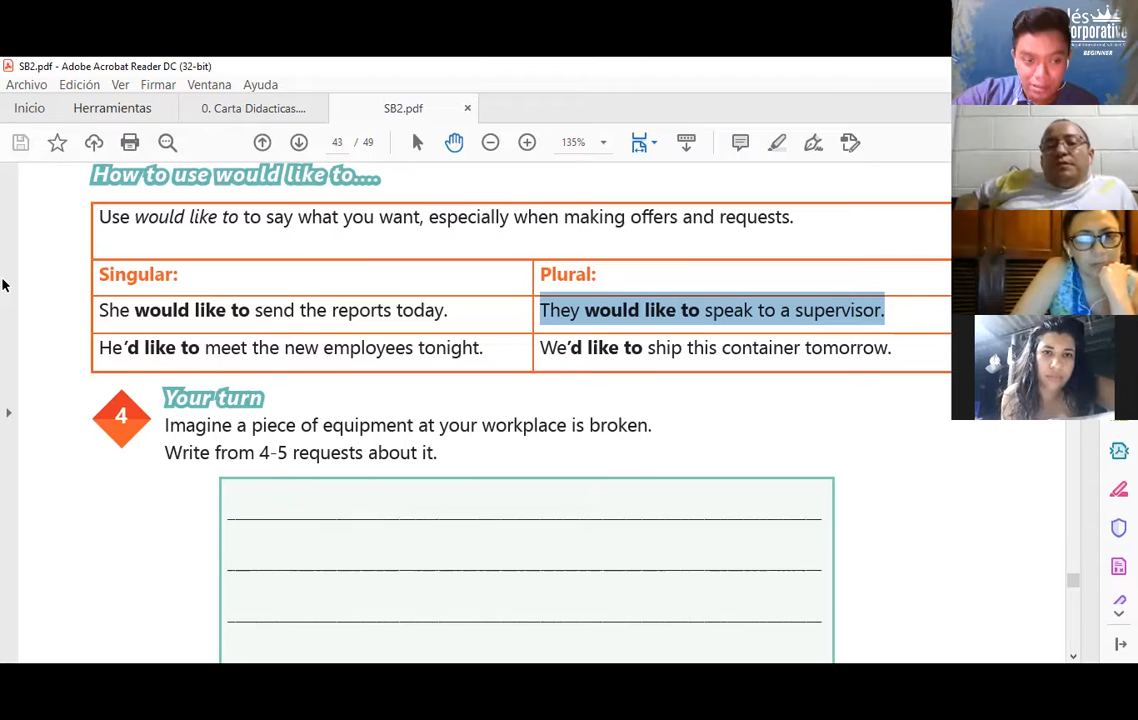 SB2.pdf - Adobe Acrobat Reader DC (32-bit)
Archivo Edición Ver Firmar Ventana Ayuda
Inicio Herramientas 0. Carta Didacticas.... SB2.pdf ×
43 / 49 135%
How to use would like to....
Use would like to to say what you want, especially when making offers and requests.
Singular: Plural:
She would like to send the reports today. They would like to speak to a supervisor.
He'd like to meet the new employees tonight. We'd like to ship this container tomorrow.
4 Your turn
Imagine a piece of equipment at your workplace is broken.
Write from 4-5 requests about it.
lés
orporativo
BEGINNER